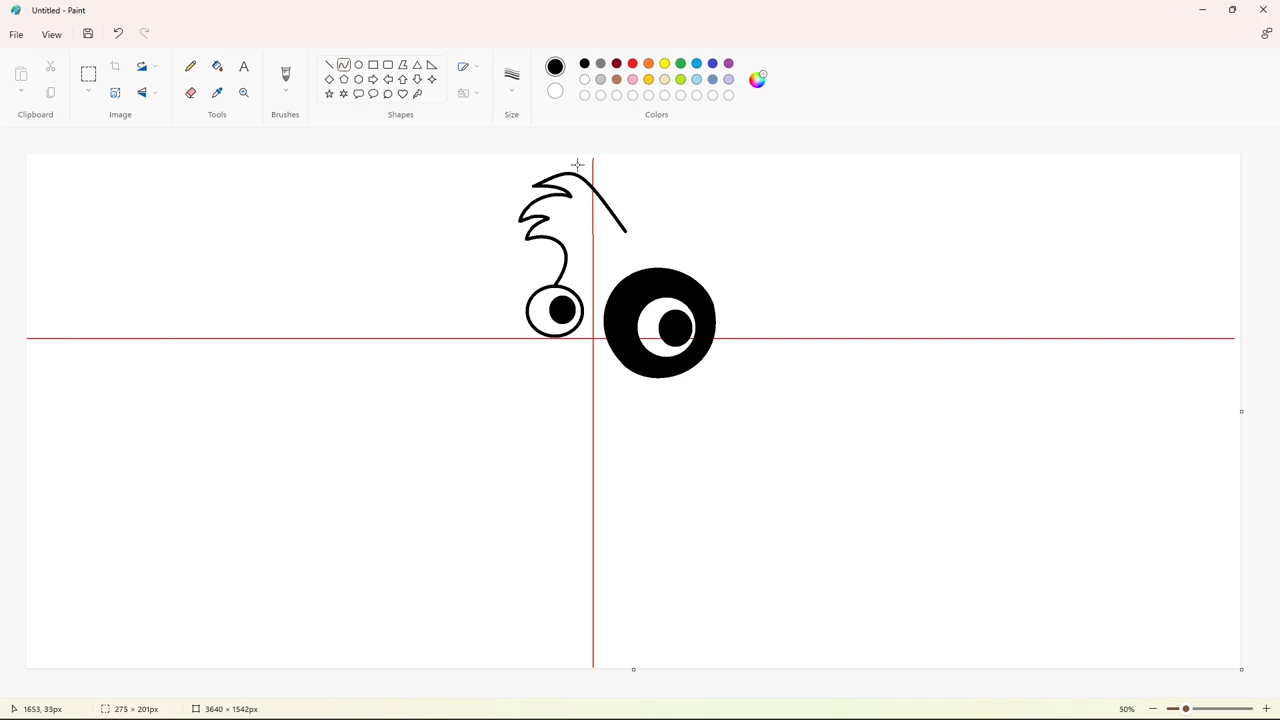 Untitled - Paint
File View
Clipboard Image Tools Brushes Shapes Size Colors
1653, 33px 275 × 201px 3640 × 1542px 50%